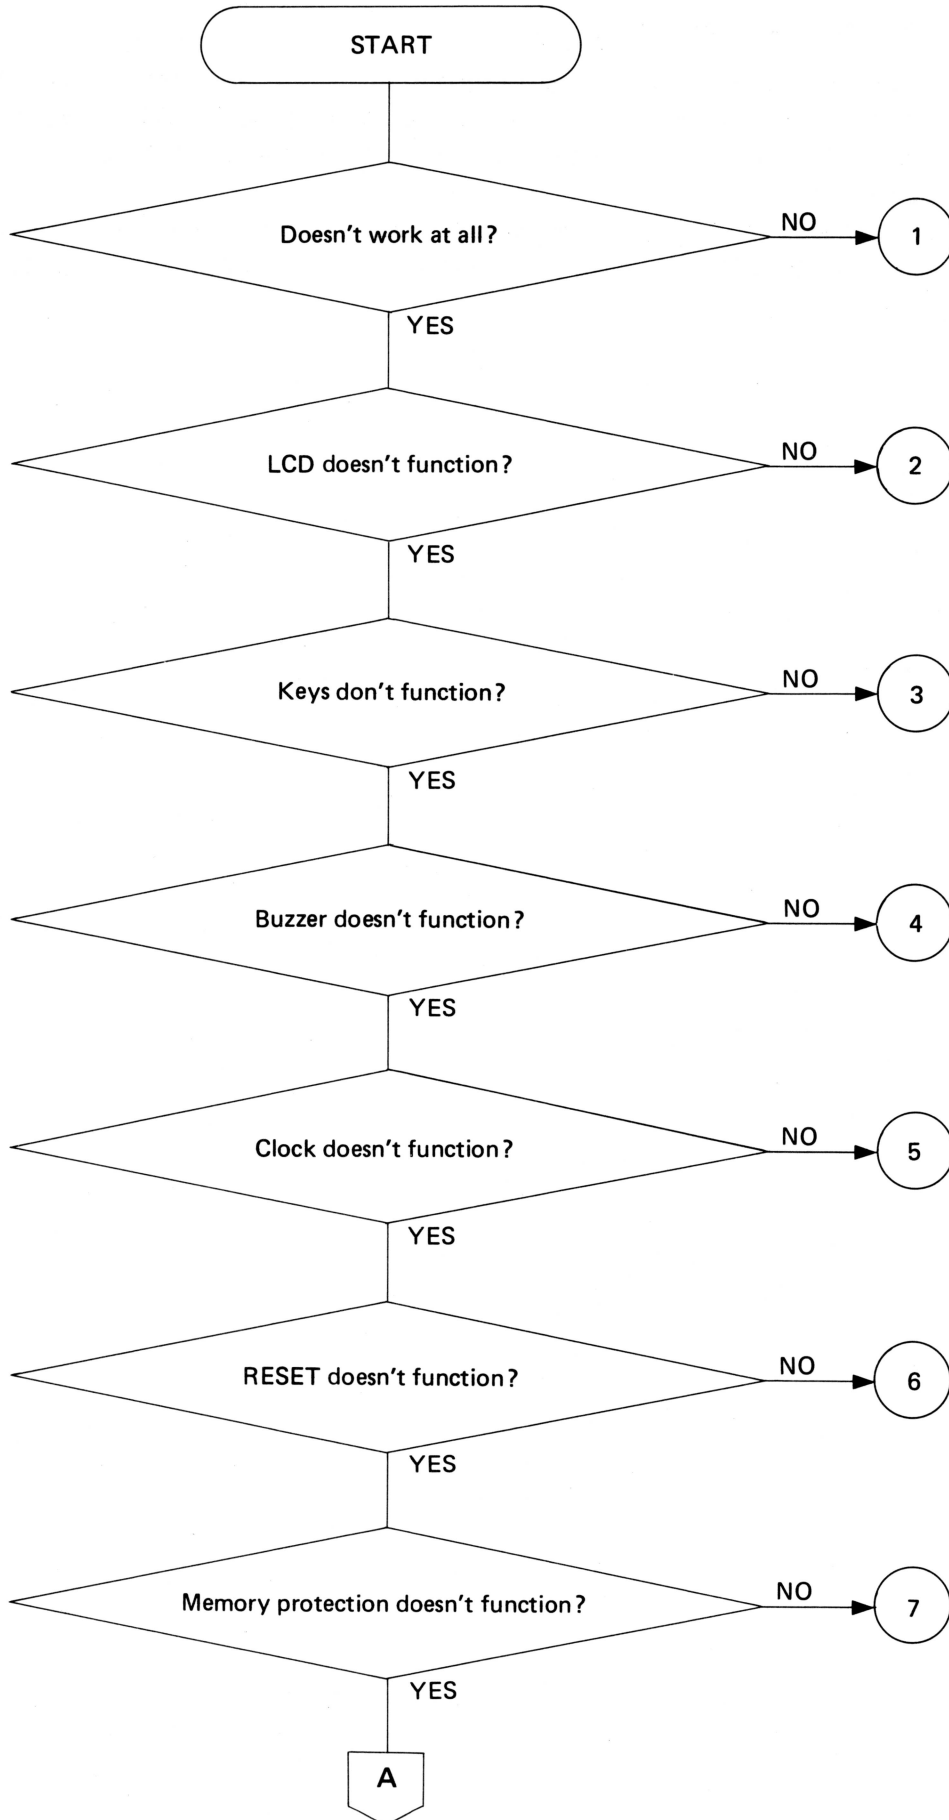 START
Doesn't work at all?
NO
1
YES
LCD doesn't function?
NO
2
YES
Keys don't function?
NO
3
YES
Buzzer doesn't function?
NO
4
YES
Clock doesn't function?
NO
5
YES
RESET doesn't function?
NO
6
YES
Memory protection doesn't function?
NO
7
YES
A